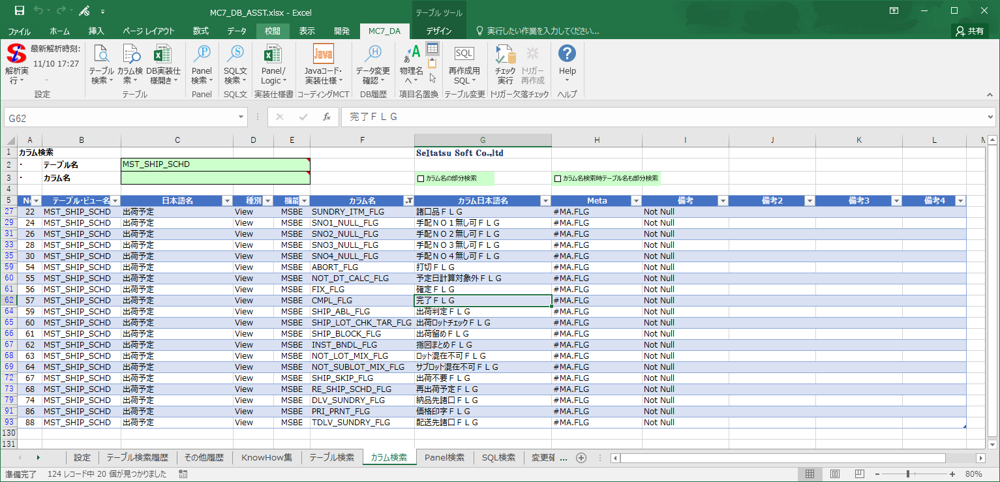 MC7_DB_ASST.xlsx - Excel
テーブル ツール
ファイル ホーム 挿入 ページ レイアウト 数式 データ 校閲 表示 開発 MC7_DA デザイン 実行したい作業を入力してください... 共有
最新解析時刻:
11/10 17:27
-
解析実行
テーブル検索
カラム検索
DB実装仕様開き
Panel検索
SQL文検索
Panel/Logic
Java
Javaコード・実装仕様
データ変更確認
物理名へ
SQL
再作成用SQL
チェック実行
トリガー再作成
Help
設定 テーブル Panel SQL文 実装仕様書 コーディングMCT DB履歴 項目名置換 テーブル変更 トリガー欠落チェック ヘルプ
G62 fx 完了ＦＬＧ
A B C D E F G H I J K L
1 カラム検索 SeItatsu Soft Co.,ltd
2 ・ テーブル名 MST_SHIP_SCHD
3 ・ カラム名 カラム名の部分検索 カラム名検索時テーブル名も部分検索
4
5 テーブル・ビュー名 日本語名 種別 機能 カラム名 カラム日本語名 Meta 備考 備考2 備考3 備考4
27 22 MST_SHIP_SCHD 出荷予定 View MSBE SUNDRY_ITM_FLG 諸口品ＦＬＧ #MA.FLG Not Null
29 24 MST_SHIP_SCHD 出荷予定 View MSBE SNO1_NULL_FLG 手配ＮＯ１無し可ＦＬＧ #MA.FLG Not Null
31 26 MST_SHIP_SCHD 出荷予定 View MSBE SNO2_NULL_FLG 手配ＮＯ２無し可ＦＬＧ #MA.FLG Not Null
33 28 MST_SHIP_SCHD 出荷予定 View MSBE SNO3_NULL_FLG 手配ＮＯ３無し可ＦＬＧ #MA.FLG Not Null
35 30 MST_SHIP_SCHD 出荷予定 View MSBE SNO4_NULL_FLG 手配ＮＯ４無し可ＦＬＧ #MA.FLG Not Null
59 54 MST_SHIP_SCHD 出荷予定 View MSBE ABORT_FLG 打切ＦＬＧ #MA.FLG Not Null
60 55 MST_SHIP_SCHD 出荷予定 View MSBE NOT_DT_CALC_FLG 予定日計算対象外ＦＬＧ #MA.FLG Not Null
61 56 MST_SHIP_SCHD 出荷予定 View MSBE FIX_FLG 確定ＦＬＧ #MA.FLG Not Null
62 57 MST_SHIP_SCHD 出荷予定 View MSBE CMPL_FLG 完了ＦＬＧ #MA.FLG Not Null
64 59 MST_SHIP_SCHD 出荷予定 View MSBE SHIP_ABL_FLG 出荷判定ＦＬＧ #MA.FLG Not Null
65 60 MST_SHIP_SCHD 出荷予定 View MSBE SHIP_LOT_CHK_TAR_FLG 出荷ロットチェックＦＬＧ #MA.FLG Not Null
66 61 MST_SHIP_SCHD 出荷予定 View MSBE SHIP_BLOCK_FLG 出荷留めＦＬＧ #MA.FLG Not Null
67 62 MST_SHIP_SCHD 出荷予定 View MSBE INST_BNDL_FLG 指図まとめＦＬＧ #MA.FLG Not Null
68 63 MST_SHIP_SCHD 出荷予定 View MSBE NOT_LOT_MIX_FLG ロット混在不可ＦＬＧ #MA.FLG Not Null
69 64 MST_SHIP_SCHD 出荷予定 View MSBE NOT_SUBLOT_MIX_FLG サブロット混在不可ＦＬＧ #MA.FLG Not Null
72 67 MST_SHIP_SCHD 出荷予定 View MSBE SHIP_SKIP_FLG 出荷不要ＦＬＧ #MA.FLG Not Null
73 68 MST_SHIP_SCHD 出荷予定 View MSBE RE_SHIP_SCHD_FLG 再出荷予定ＦＬＧ #MA.FLG Not Null
79 74 MST_SHIP_SCHD 出荷予定 View MSBE DLV_SUNDRY_FLG 納品先諸口ＦＬＧ #MA.FLG Not Null
91 86 MST_SHIP_SCHD 出荷予定 View MSBE PRI_PRNT_FLG 価格印字ＦＬＧ #MA.FLG Not Null
93 88 MST_SHIP_SCHD 出荷予定 View MSBE TDLV_SUNDRY_FLG 配送先諸口ＦＬＧ #MA.FLG Not Null
130
131
設定 テーブル検索履歴 その他履歴 KnowHow集 テーブル検索 カラム検索 Panel検索 SQL検索 変更確 ...
準備完了 124 レコード中 20 個が見つかりました 80%